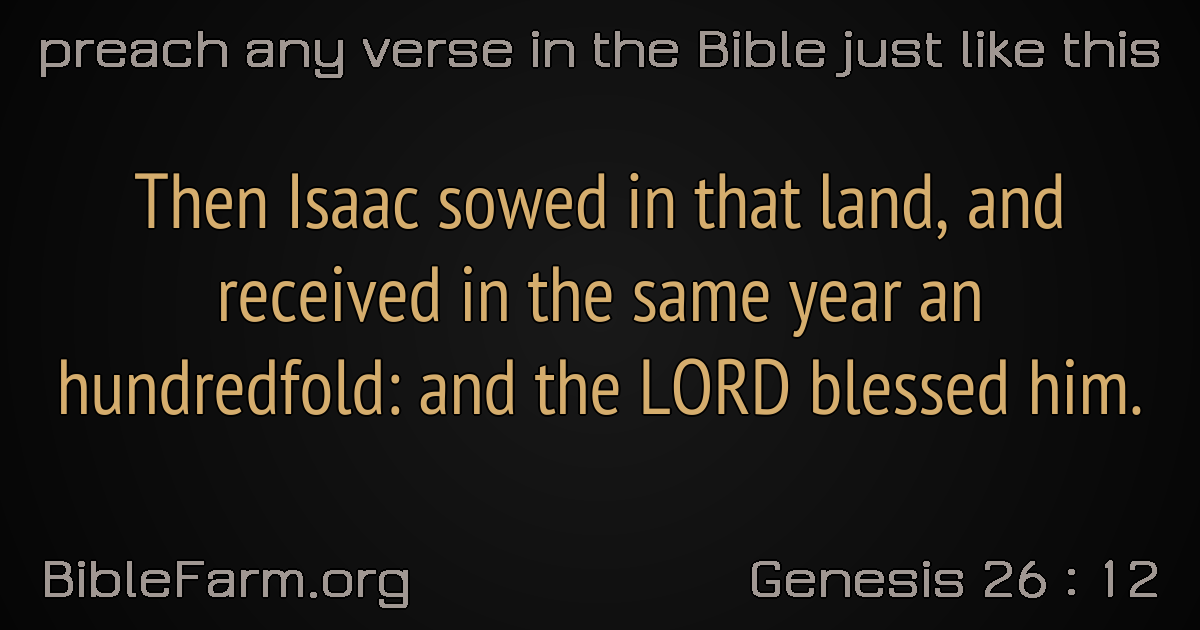 preach any verse in the Bible just like this
Then Isaac sowed in that land, and
received in the same year an
hundredfold: and the LORD blessed him.
BibleFarm.org
Genesis 26 : 12